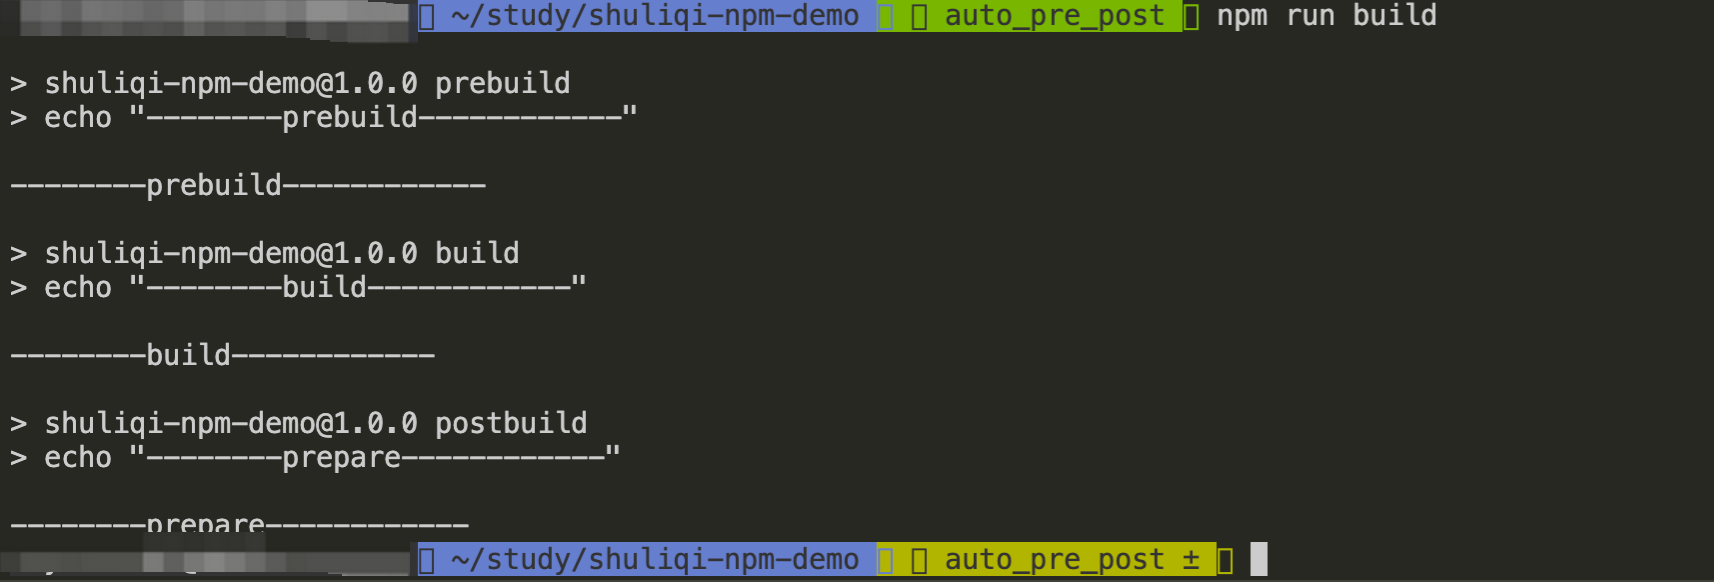 ~/study/shuliqi-npm-demo auto_pre_post npm run build
> shuliqi-npm-demo@1.0.0 prebuild
> echo "--------prebuild------------"
--------prebuild------------
> shuliqi-npm-demo@1.0.0 build
> echo "--------build------------"
--------build------------
> shuliqi-npm-demo@1.0.0 postbuild
> echo "--------prepare------------"
--------prepare------------
~/study/shuliqi-npm-demo auto_pre_post ±